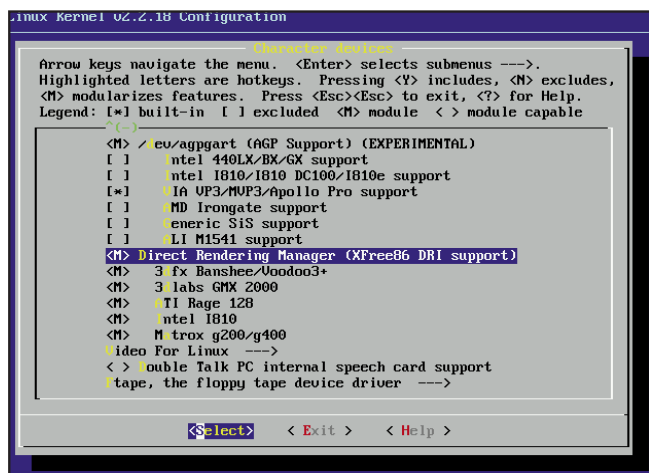 Linux Kernel v2.2.18 Configuration
Character devices
Arrow keys navigate the menu. <Enter> selects submenus --->.
Highlighted letters are hotkeys. Pressing <Y> includes, <N> excludes,
<M> modularizes features. Press <Esc><Esc> to exit, <?> for Help.
Legend: [*] built-in [ ] excluded <M> module < > module capable
^(-)
<M> /dev/agpgart (AGP Support) (EXPERIMENTAL)
[ ] Intel 440LX/BX/GX support
[ ] Intel I810/I810 DC100/I810e support
[*] VIA VP3/MVP3/Apollo Pro support
[ ] AMD Irongate support
[ ] Generic SiS support
[ ] ALI M1541 support
<M> Direct Rendering Manager (XFree86 DRI support)
<M> 3dfx Banshee/Voodoo3+
<M> 3dlabs GMX 2000
<M> ATI Rage 128
<M> Intel I810
<M> Matrox g200/g400
Video For Linux --->
< > Double Talk PC internal speech card support
Ftape, the floppy tape device driver --->
<Select> < Exit > < Help >